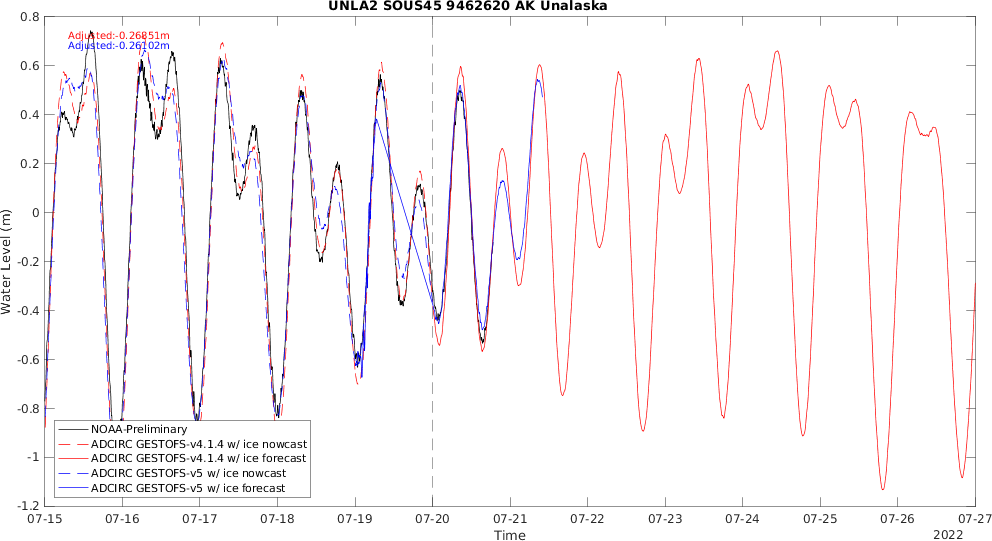 UNLA2 SOUS45 9462620 AK Unalaska
Adjusted:-0.26851m
Adjusted:-0.26102m
0.8
0.6
0.4
0.2
0
-0.2
-0.4
-0.6
-0.8
-1
-1.2
Water Level (m)
NOAA-Preliminary
ADCIRC GESTOFS-v4.1.4 w/ ice nowcast
ADCIRC GESTOFS-v4.1.4 w/ ice forecast
ADCIRC GESTOFS-v5 w/ ice nowcast
ADCIRC GESTOFS-v5 w/ ice forecast
07-15 07-16 07-17 07-18 07-19 07-20 07-21 07-22 07-23 07-24 07-25 07-26 07-27
Time
2022